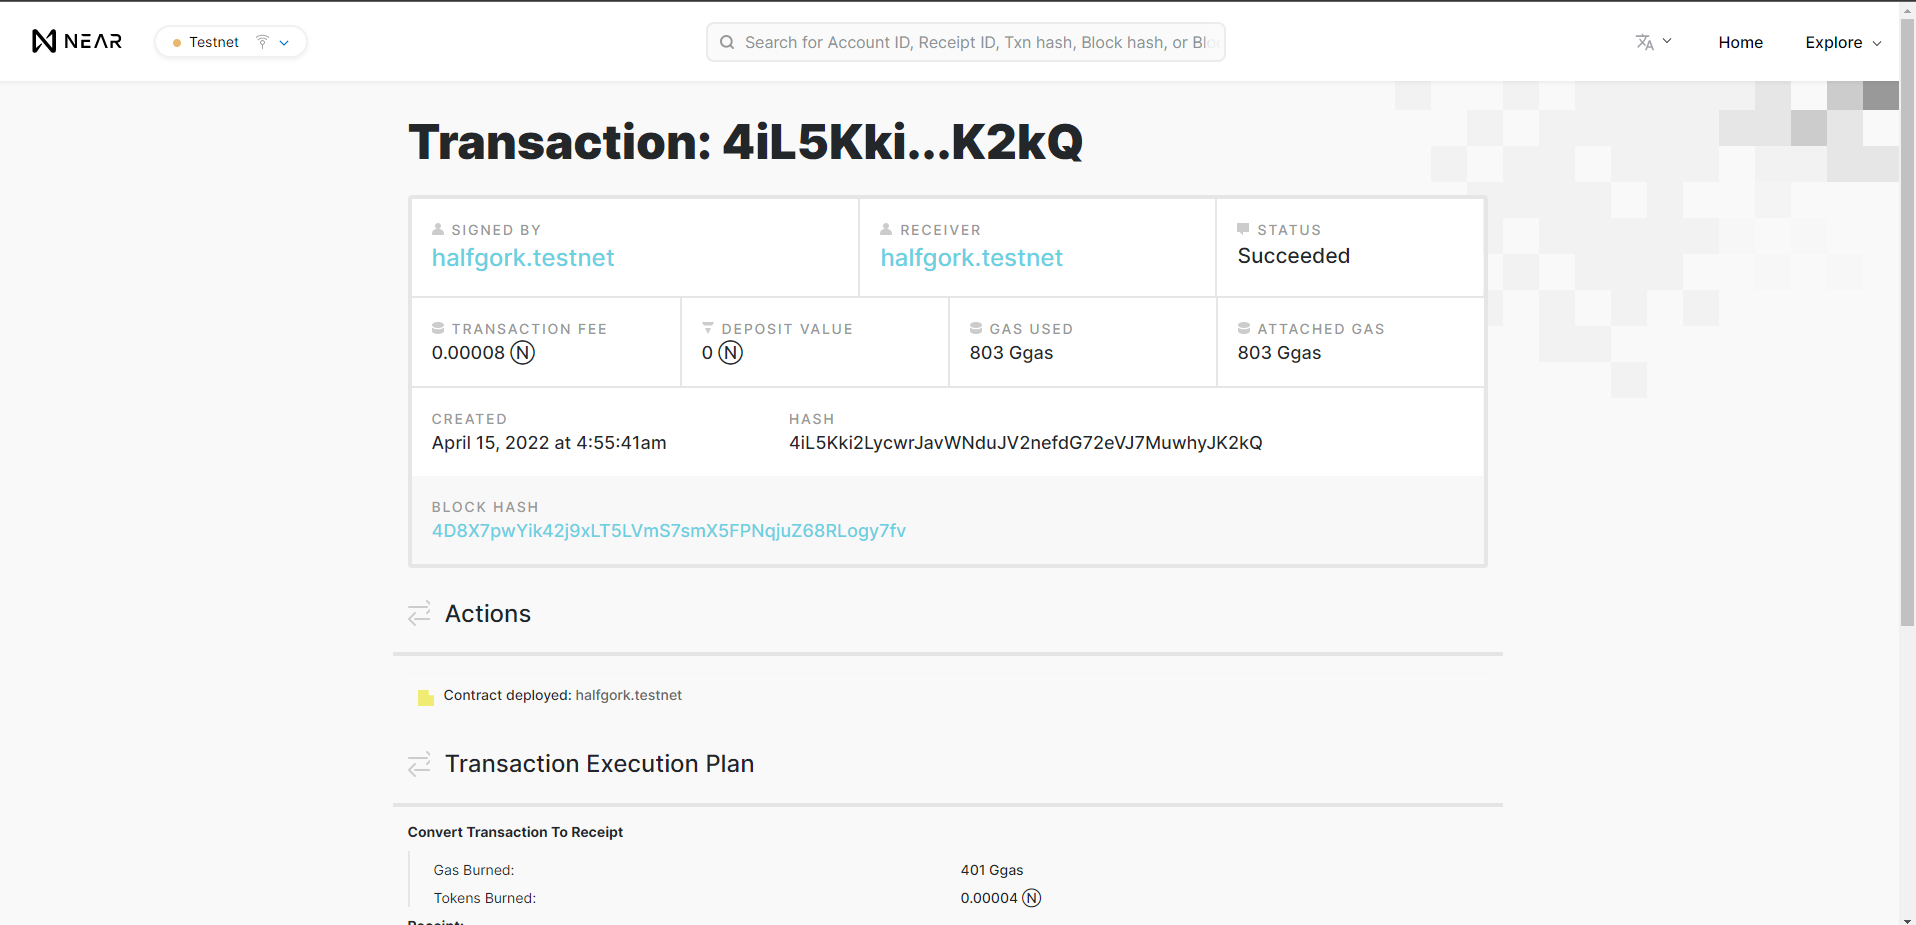 NEAR Testnet Search for Account ID, Receipt ID, Txn hash, Block hash, or Blo Home Explore
Transaction: 4iL5Kki...K2kQ
SIGNED BY RECEIVER STATUS
halfgork.testnet halfgork.testnet Succeeded
TRANSACTION FEE DEPOSIT VALUE GAS USED ATTACHED GAS
0.00008 Ⓝ 0 Ⓝ 803 Ggas 803 Ggas
CREATED HASH
April 15, 2022 at 4:55:41am 4iL5Kki2LycwrJavWNduJV2nefdG72eVJ7MuwhyJK2kQ
BLOCK HASH
4D8X7pwYik42j9xLT5LVmS7smX5FPNqjuZ68RLogy7fv
Actions
Contract deployed: halfgork.testnet
Transaction Execution Plan
Convert Transaction To Receipt
Gas Burned: 401 Ggas
Tokens Burned: 0.00004 Ⓝ
Receipt: